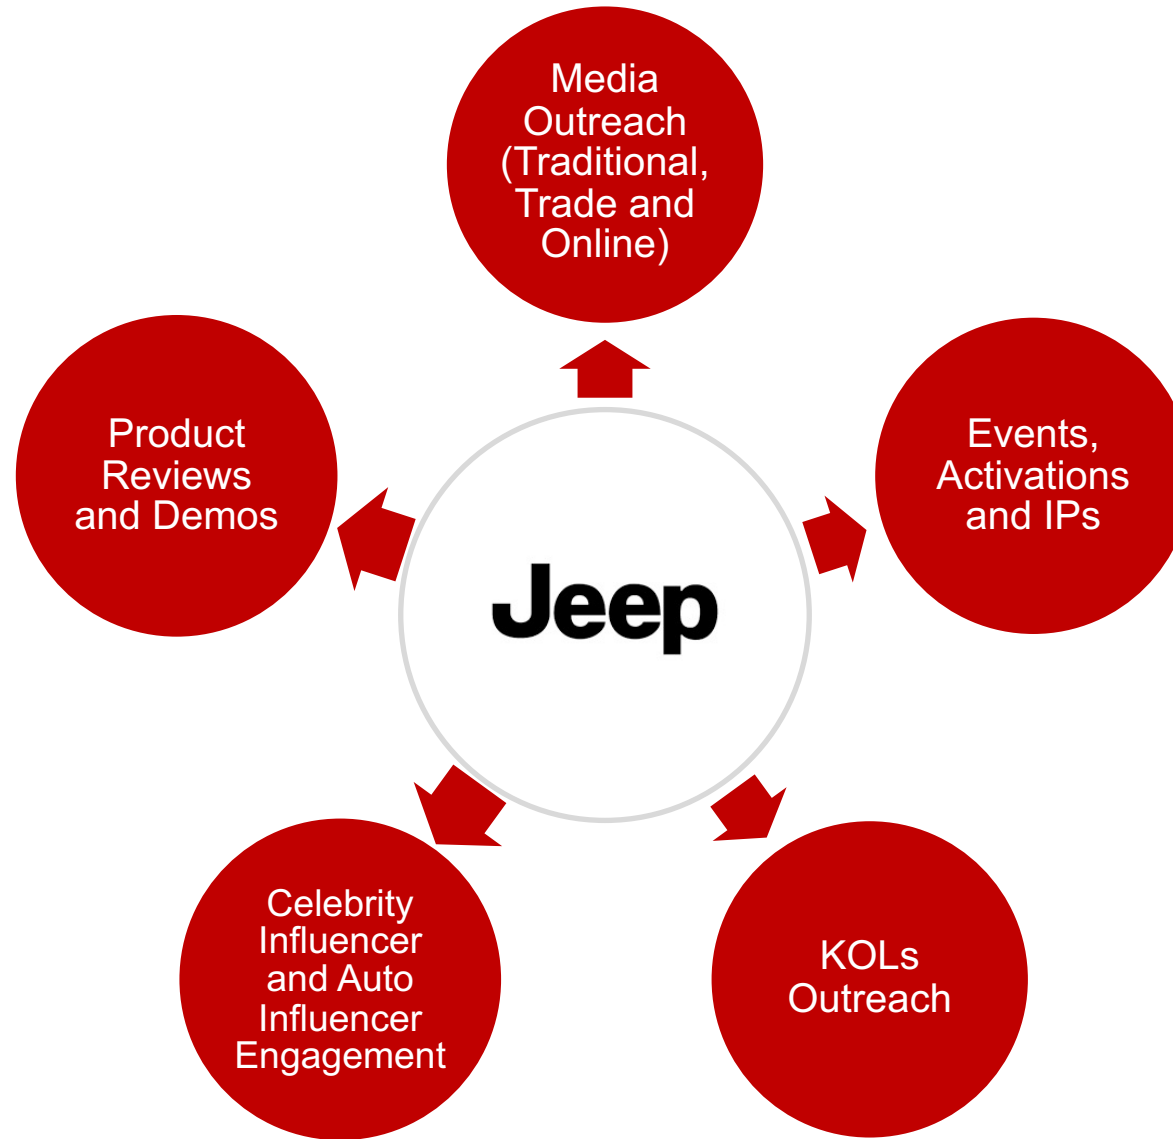 Media
Outreach
(Traditional,
Trade and
Online)
Product
Reviews
and Demos
Events,
Activations
and IPs
Jeep
Celebrity
Influencer
and Auto
Influencer
Engagement
KOLs
Outreach